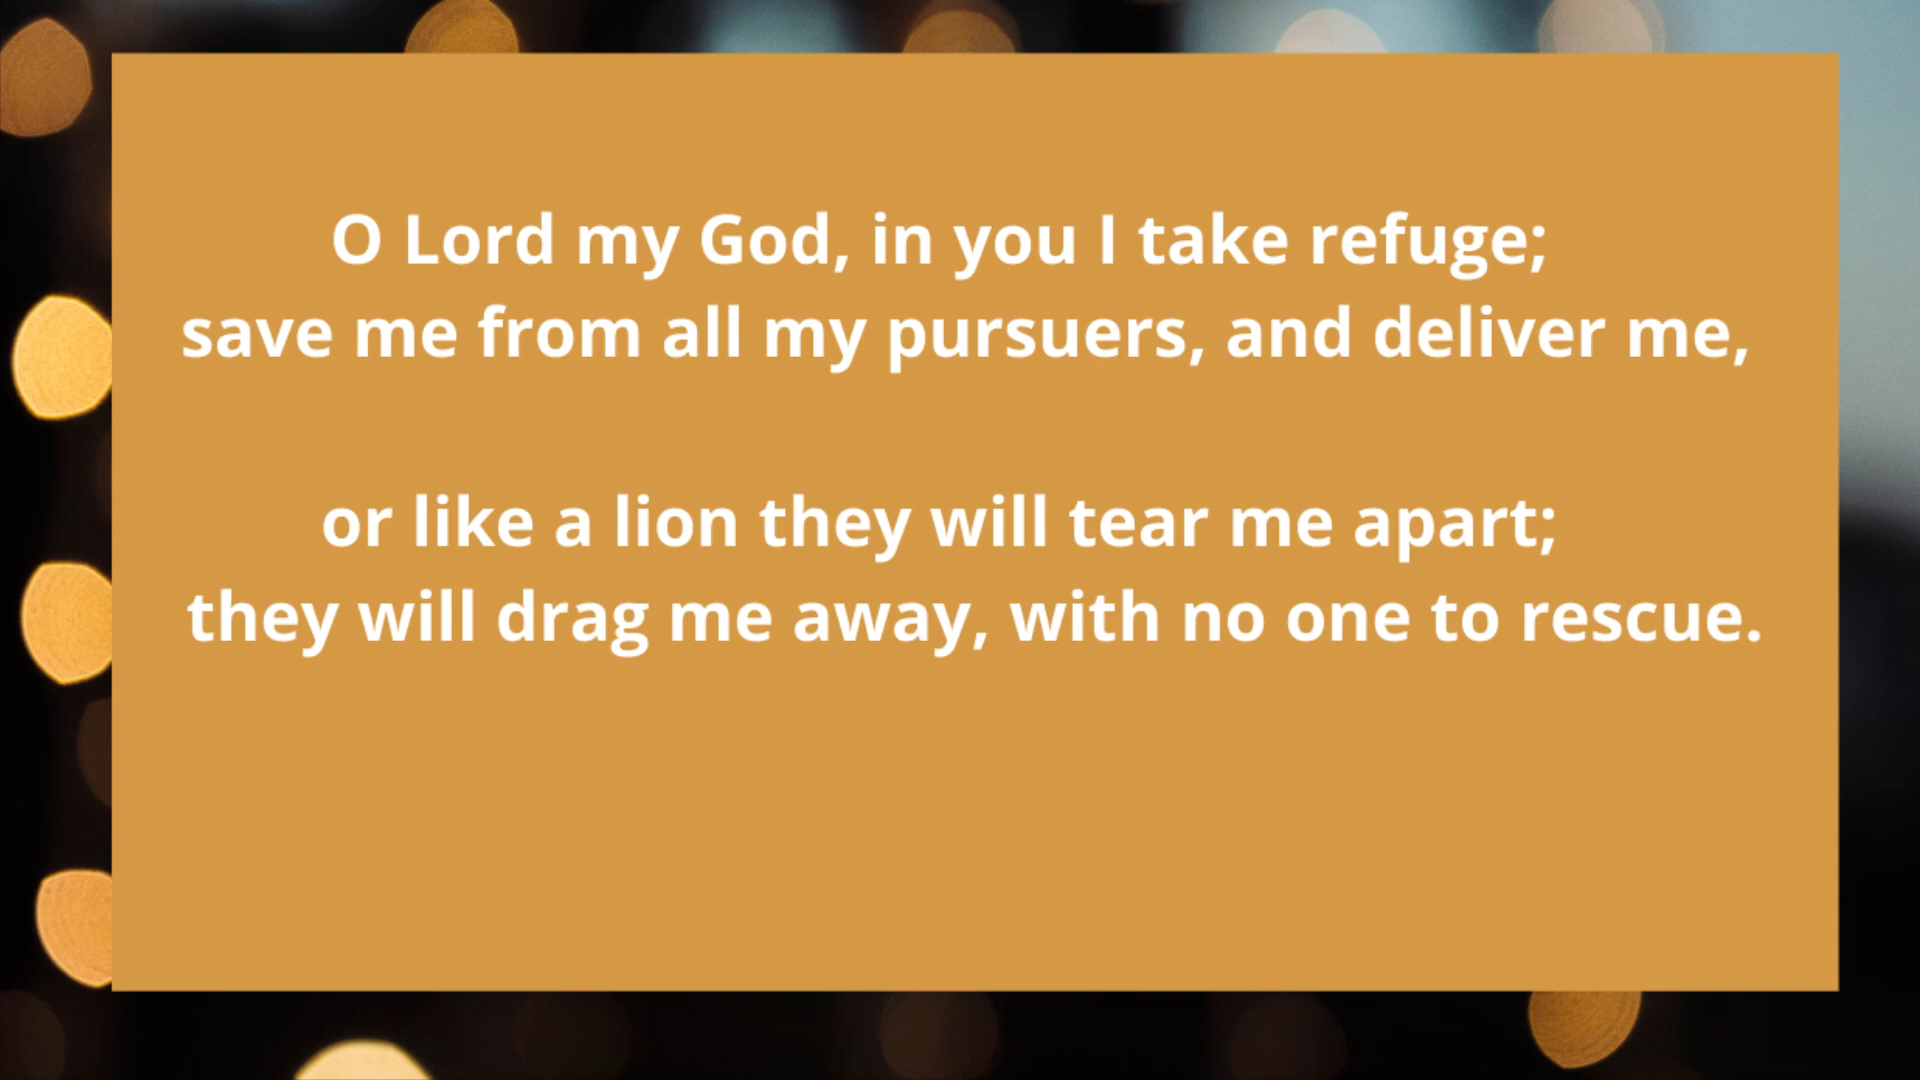 O Lord my God, in you I take refuge;
save me from all my pursuers, and deliver me,
or like a lion they will tear me apart;
they will drag me away, with no one to rescue.